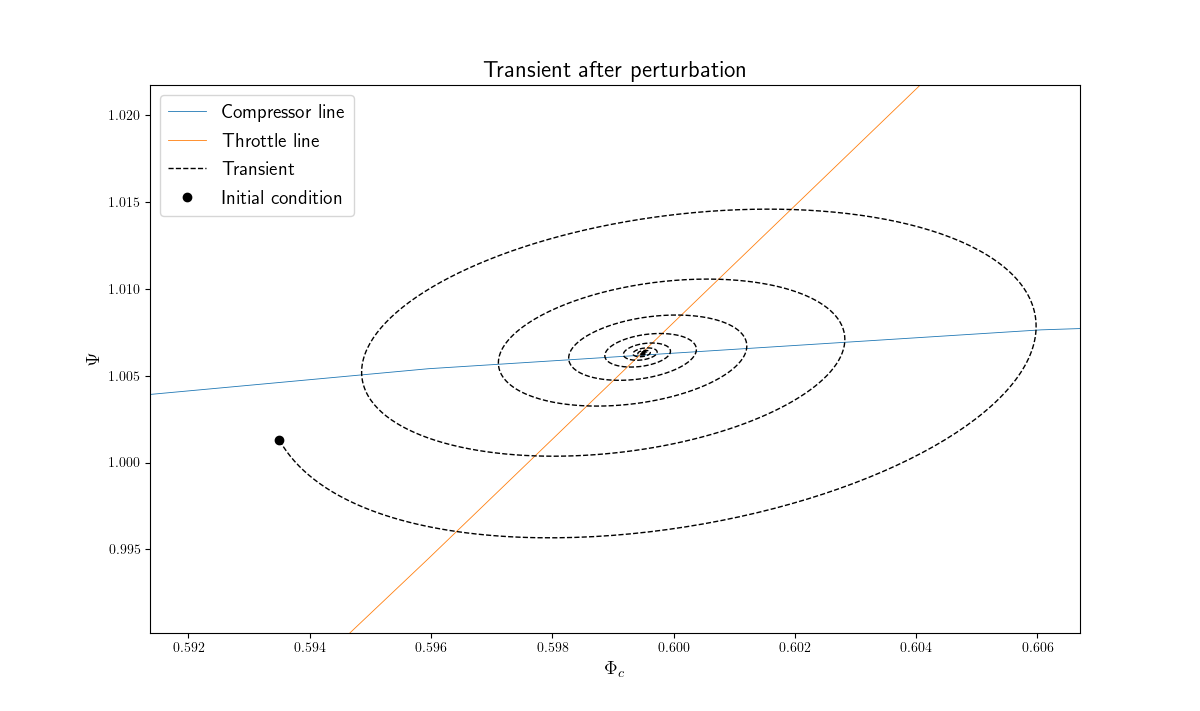 Transient after perturbation
Compressor line
Throttle line
Transient
Initial condition
1.020
1.015
1.010
1.005
1.000
0.995
Ψ
0.592 0.594 0.596 0.598 0.600 0.602 0.604 0.606
Φc